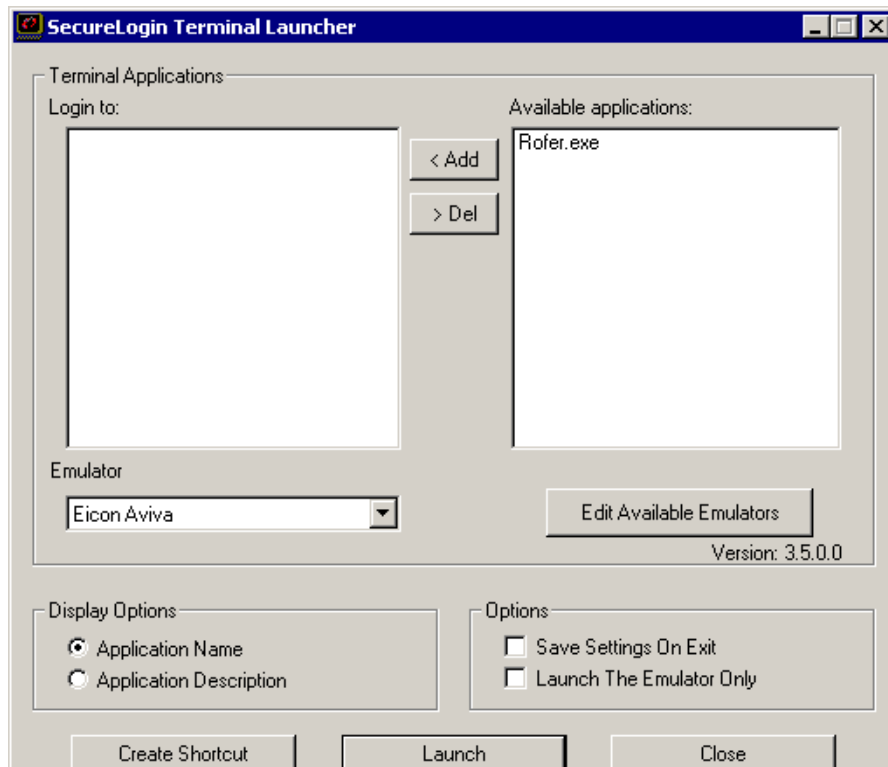 SecureLogin Terminal Launcher
Terminal Applications
Login to:
Available applications:
Rofer.exe
< Add
> Del
Emulator
Eicon Aviva
Edit Available Emulators
Version: 3.5.0.0
Display Options
Application Name
Application Description
Options
Save Settings On Exit
Launch The Emulator Only
Create Shortcut
Launch
Close